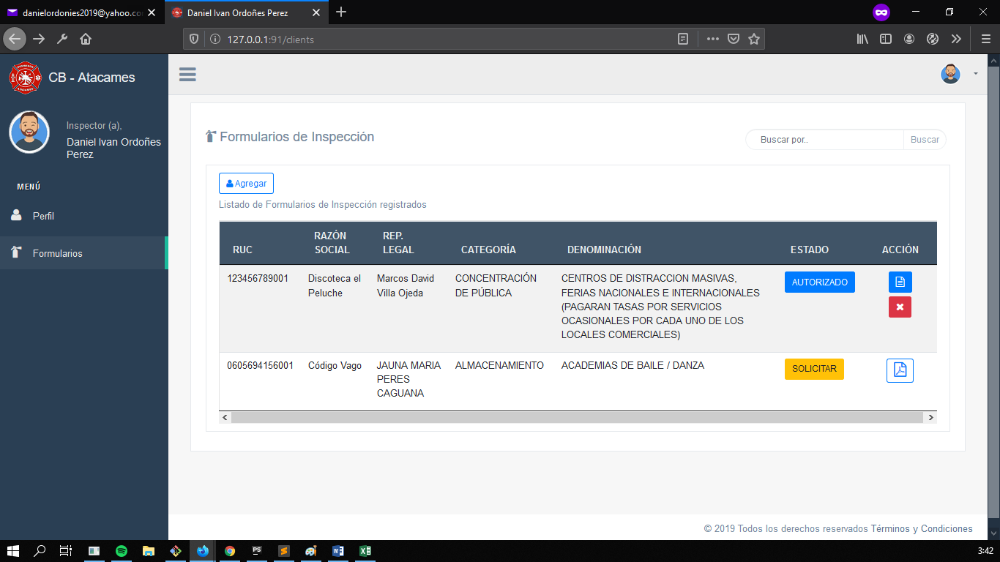 danielordonies2019@yahoo.co
Daniel Ivan Ordoñes Perez
127.0.0.1:91/clients
CB - Atacames
Inspector (a),
Daniel Ivan Ordoñes
Perez
MENÚ
Perfil
Formularios
Formularios de Inspección
Buscar por..
Buscar
Agregar
Listado de Formularios de Inspección registrados
RUC
RAZÓN
SOCIAL
REP.
LEGAL
CATEGORÍA
DENOMINACIÓN
ESTADO
ACCIÓN
123456789001
Discoteca el
Peluche
Marcos David
Villa Ojeda
CONCENTRACIÓN
DE PÚBLICA
CENTROS DE DISTRACCION MASIVAS,
FERIAS NACIONALES E INTERNACIONALES
(PAGARAN TASAS POR SERVICIOS
OCASIONALES POR CADA UNO DE LOS
LOCALES COMERCIALES)
AUTORIZADO
0605694156001
Código Vago
JAUNA MARIA
PERES
CAGUANA
ALMACENAMIENTO
ACADEMIAS DE BAILE / DANZA
SOLICITAR
© 2019 Todos los derechos reservados Términos y Condiciones
3:42